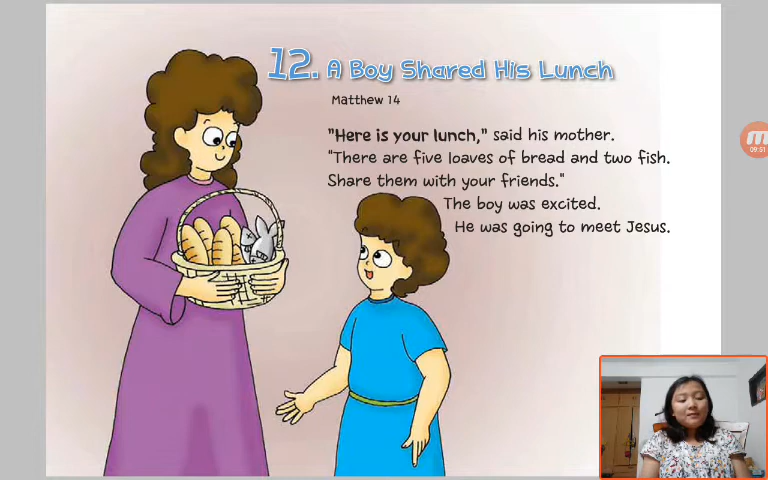 12. A Boy Shared His Lunch
Matthew 14
"Here is your lunch," said his mother.
"There are five loaves of bread and two fish.
Share them with your friends."
The boy was excited.
He was going to meet Jesus.
09:51